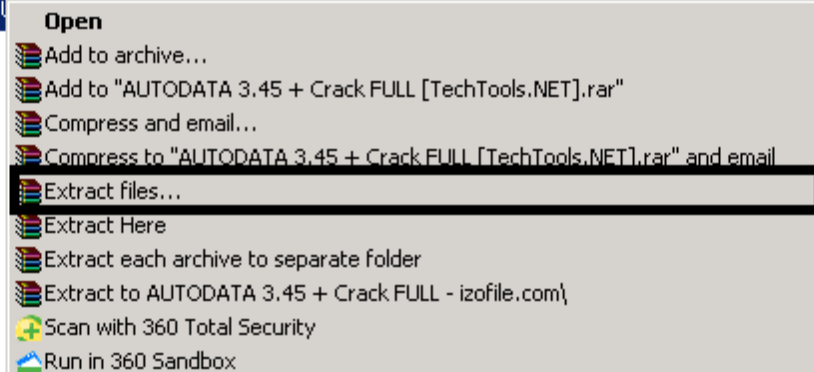 Open
Add to archive...
Add to "AUTODATA 3.45 + Crack FULL [TechTools.NET].rar"
Compress and email...
Compress to "AUTODATA 3.45 + Crack FULL [TechTools.NET].rar" and email
Extract files...
Extract Here
Extract each archive to separate folder
Extract to AUTODATA 3.45 + Crack FULL - izofile.com\
Scan with 360 Total Security
Run in 360 Sandbox